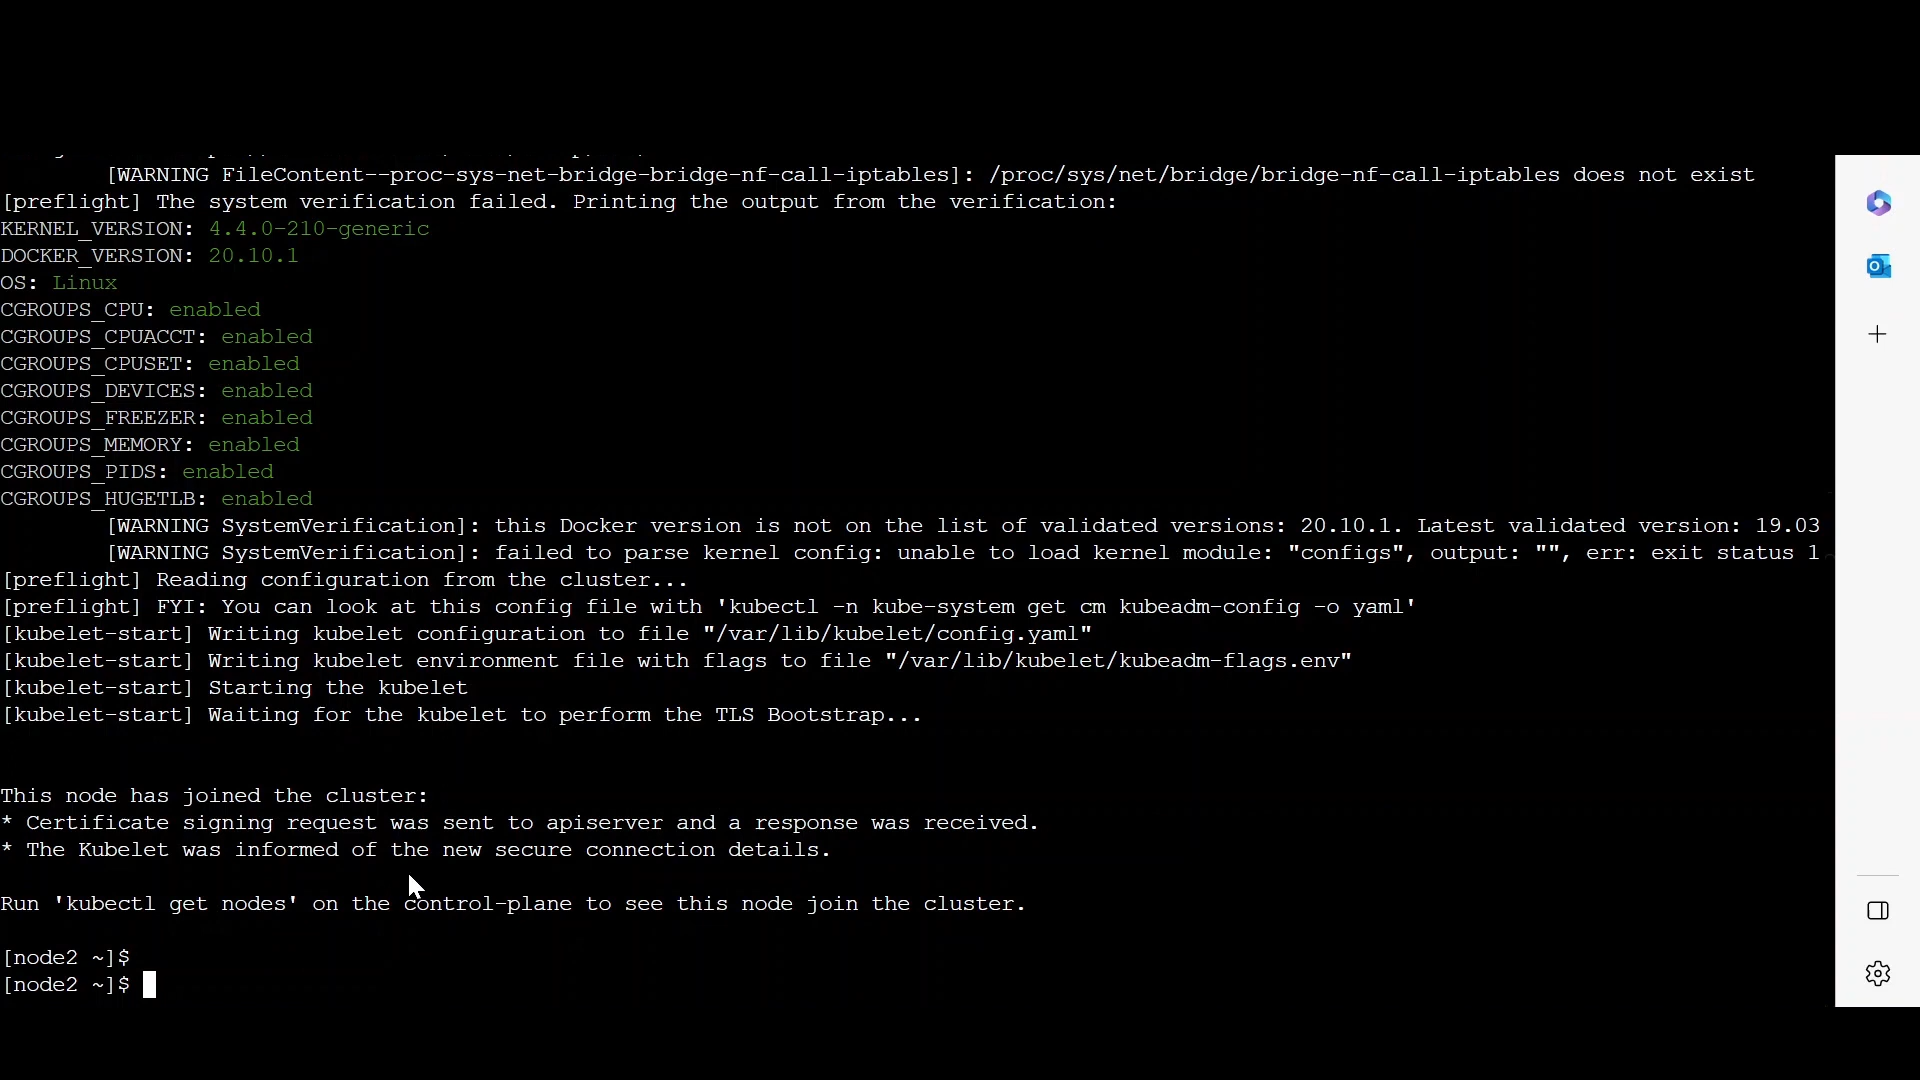 [WARNING FileContent--proc-sys-net-bridge-bridge-nf-call-iptables]: /proc/sys/net/bridge/bridge-nf-call-iptables does not exist
[preflight] The system verification failed. Printing the output from the verification:
KERNEL_VERSION: 4.4.0-210-generic
DOCKER_VERSION: 20.10.1
OS: Linux
CGROUPS_CPU: enabled
CGROUPS_CPUACCT: enabled
CGROUPS_CPUSET: enabled
CGROUPS_DEVICES: enabled
CGROUPS_FREEZER: enabled
CGROUPS_MEMORY: enabled
CGROUPS_PIDS: enabled
CGROUPS_HUGETLB: enabled
[WARNING SystemVerification]: this Docker version is not on the list of validated versions: 20.10.1. Latest validated version: 19.03
[WARNING SystemVerification]: failed to parse kernel config: unable to load kernel module: "configs", output: "", err: exit status 1
[preflight] Reading configuration from the cluster...
[preflight] FYI: You can look at this config file with 'kubectl -n kube-system get cm kubeadm-config -o yaml'
[kubelet-start] Writing kubelet configuration to file "/var/lib/kubelet/config.yaml"
[kubelet-start] Writing kubelet environment file with flags to file "/var/lib/kubelet/kubeadm-flags.env"
[kubelet-start] Starting the kubelet
[kubelet-start] Waiting for the kubelet to perform the TLS Bootstrap...
This node has joined the cluster:
* Certificate signing request was sent to apiserver and a response was received.
* The Kubelet was informed of the new secure connection details.
Run 'kubectl get nodes' on the control-plane to see this node join the cluster.
[node2 ~]$
[node2 ~]$